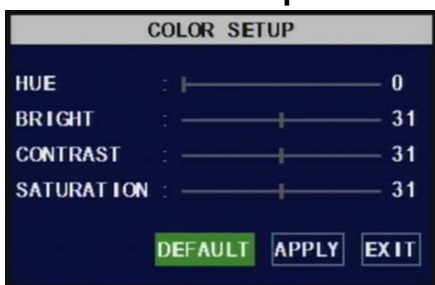 COLOR SETUP
HUE : 0
BRIGHT : 31
CONTRAST : 31
SATURATION : 31
DEFAULT APPLY EXIT